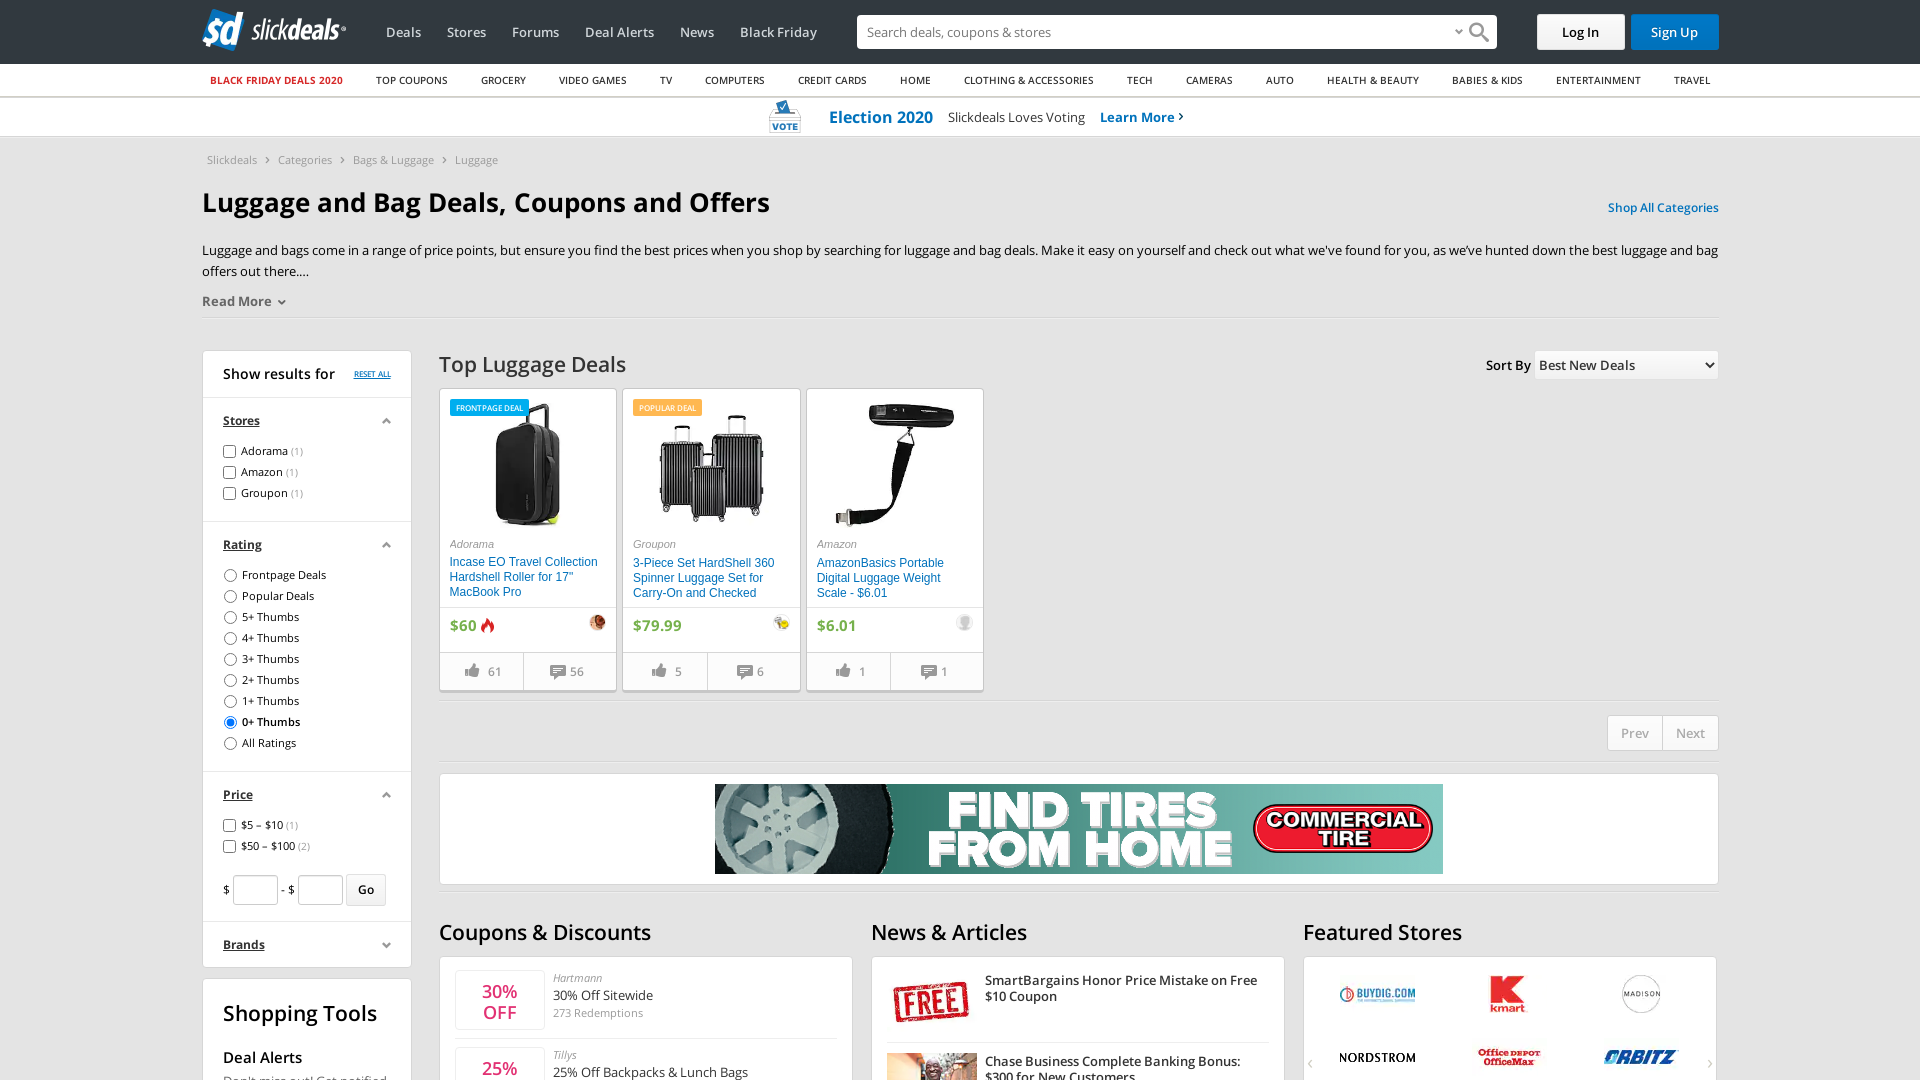 slickdeals
Deals
Stores
Forums
Deal Alerts
News
Black Friday
Search deals, coupons & stores
Log In
Sign Up
BLACK FRIDAY DEALS 2020
TOP COUPONS
GROCERY
VIDEO GAMES
TV
COMPUTERS
CREDIT CARDS
HOME
CLOTHING & ACCESSORIES
TECH
CAMERAS
AUTO
HEALTH & BEAUTY
BABIES & KIDS
ENTERTAINMENT
TRAVEL
VOTE
Election 2020
Slickdeals Loves Voting
Learn More
Slickdeals
Categories
Bags & Luggage
Luggage
Luggage and Bag Deals, Coupons and Offers
Shop All Categories
Luggage and bags come in a range of price points, but ensure you find the best prices when you shop by searching for luggage and bag deals. Make it easy on yourself and check out what we've found for you, as we’ve hunted down the best luggage and bag
offers out there....
Read More
Show results for
RESET ALL
Stores
Adorama (1)
Amazon (1)
Groupon (1)
Rating
Frontpage Deals
Popular Deals
5+ Thumbs
4+ Thumbs
3+ Thumbs
2+ Thumbs
1+ Thumbs
0+ Thumbs
All Ratings
Price
$5 – $10 (1)
$50 – $100 (2)
$ - $ Go
Brands
Shopping Tools
Deal Alerts
Don't miss out! Get notified
Top Luggage Deals
Sort By Best New Deals
FRONTPAGE DEAL
Adorama
Incase EO Travel Collection
Hardshell Roller for 17"
MacBook Pro
$60
61
56
POPULAR DEAL
Groupon
3-Piece Set HardShell 360
Spinner Luggage Set for
Carry-On and Checked
$79.99
5
6
Amazon
AmazonBasics Portable
Digital Luggage Weight
Scale - $6.01
$6.01
1
1
Prev
Next
FIND TIRES
FROM HOME
COMMERCIAL
TIRE
Coupons & Discounts
30%
OFF
Hartmann
30% Off Sitewide
273 Redemptions
25%
Tillys
25% Off Backpacks & Lunch Bags
News & Articles
FREE
SmartBargains Honor Price Mistake on Free
$10 Coupon
Chase Business Complete Banking Bonus:
$300 for New Customers
Featured Stores
BUYDIG.COM
kmart
MADISON
NORDSTROM
Office DEPOT
OfficeMax
ORBITZ